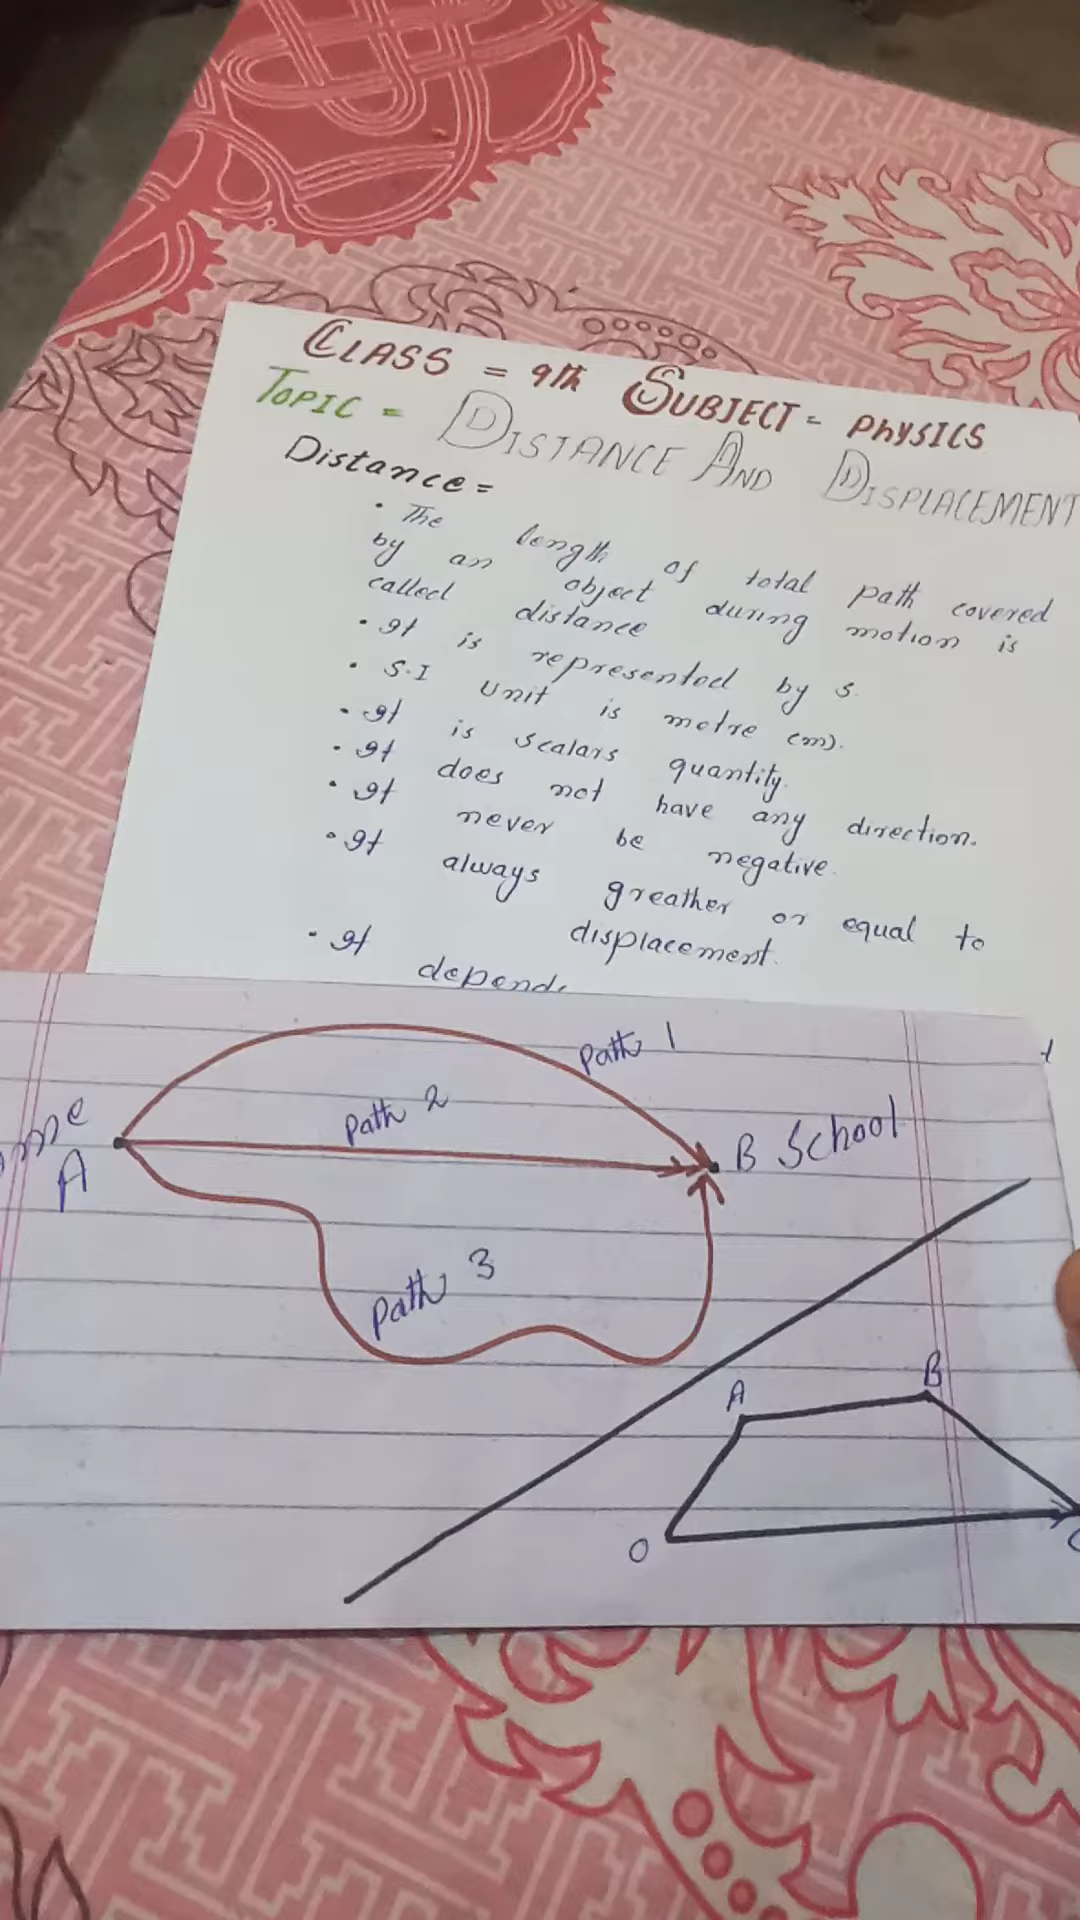 CLASS = 9th SUBJECT = PHYSICS
TOPIC = DISTANCE AND DISPLACEMENT
Distance =
• The length of total path covered
by an object during motion is
called distance
• It is represented by s.
• S.I unit is metre (m).
• It is scalars quantity.
• It does not have any direction.
• It never be negative.
• It always greather or equal to
displacement.
• It depend
Path 1
Path 2
ome
A
B School
Path 3
A
B
O